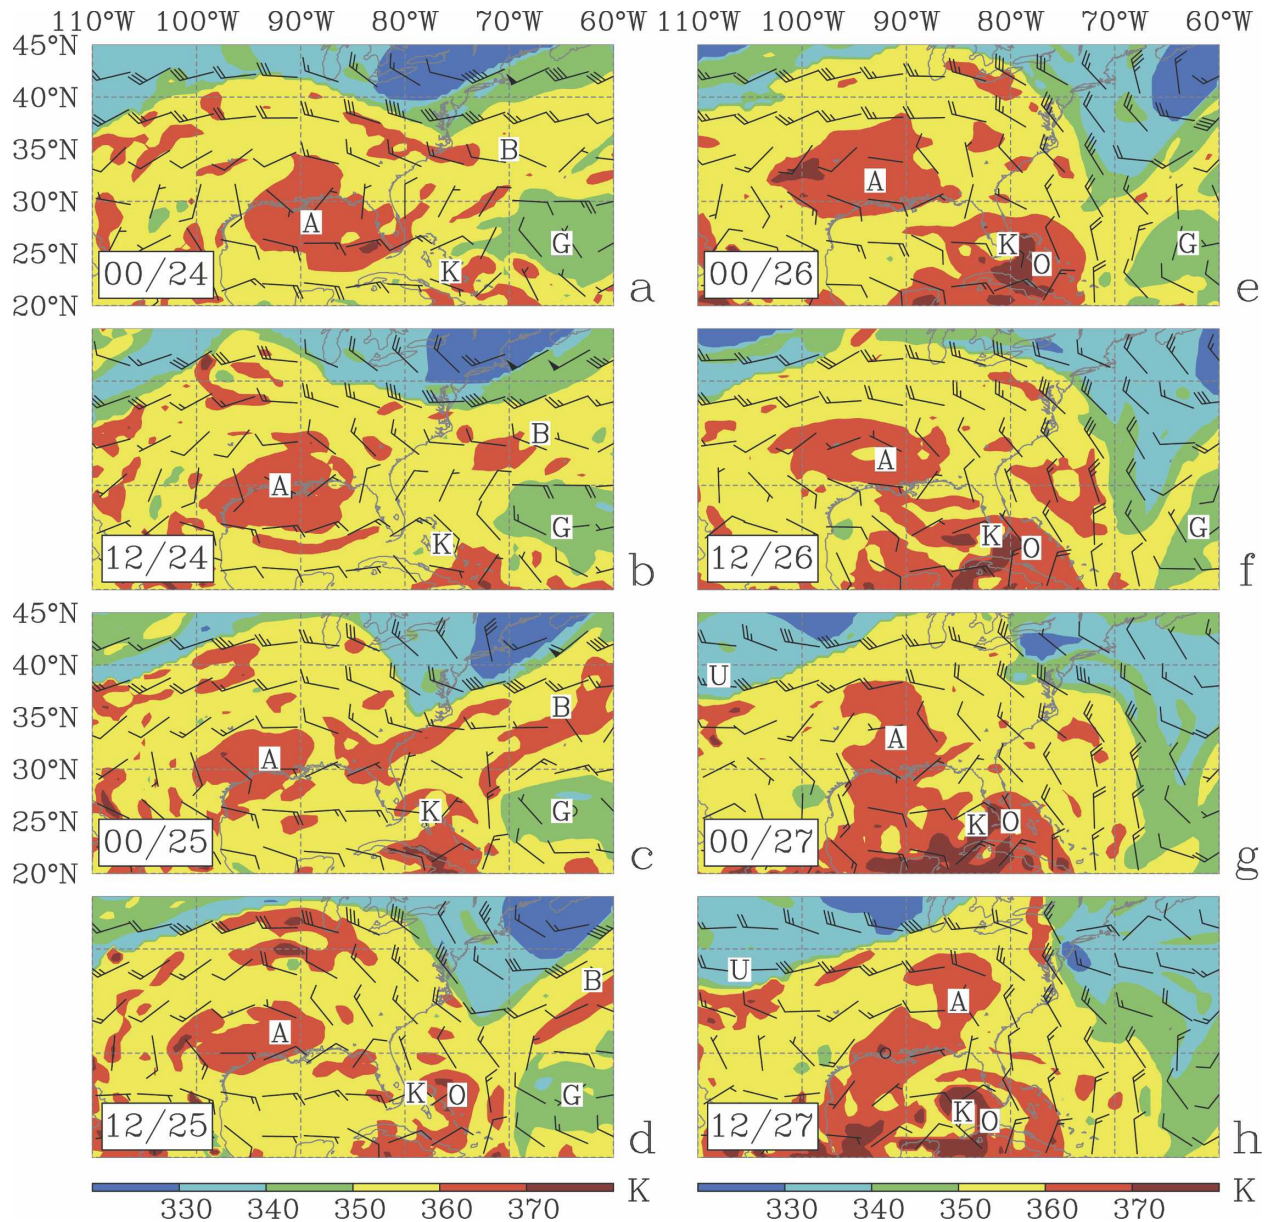 110°W 100°W 90°W 80°W 70°W 60°W 110°W 100°W 90°W 80°W 70°W 60°W
45°N
40°N
35°N
30°N
25°N
20°N
B
A
G
K
00/24
a
A
K
O
G
00/26
e
B
A
G
K
12/24
b
A
K
O
G
12/26
f
45°N
40°N
35°N
30°N
25°N
20°N
B
A
K
G
00/25
c
U
A
K
O
00/27
g
B
A
K
O
G
12/25
d
U
A
K
O
12/27
h
330 340 350 360 370 K
330 340 350 360 370 K